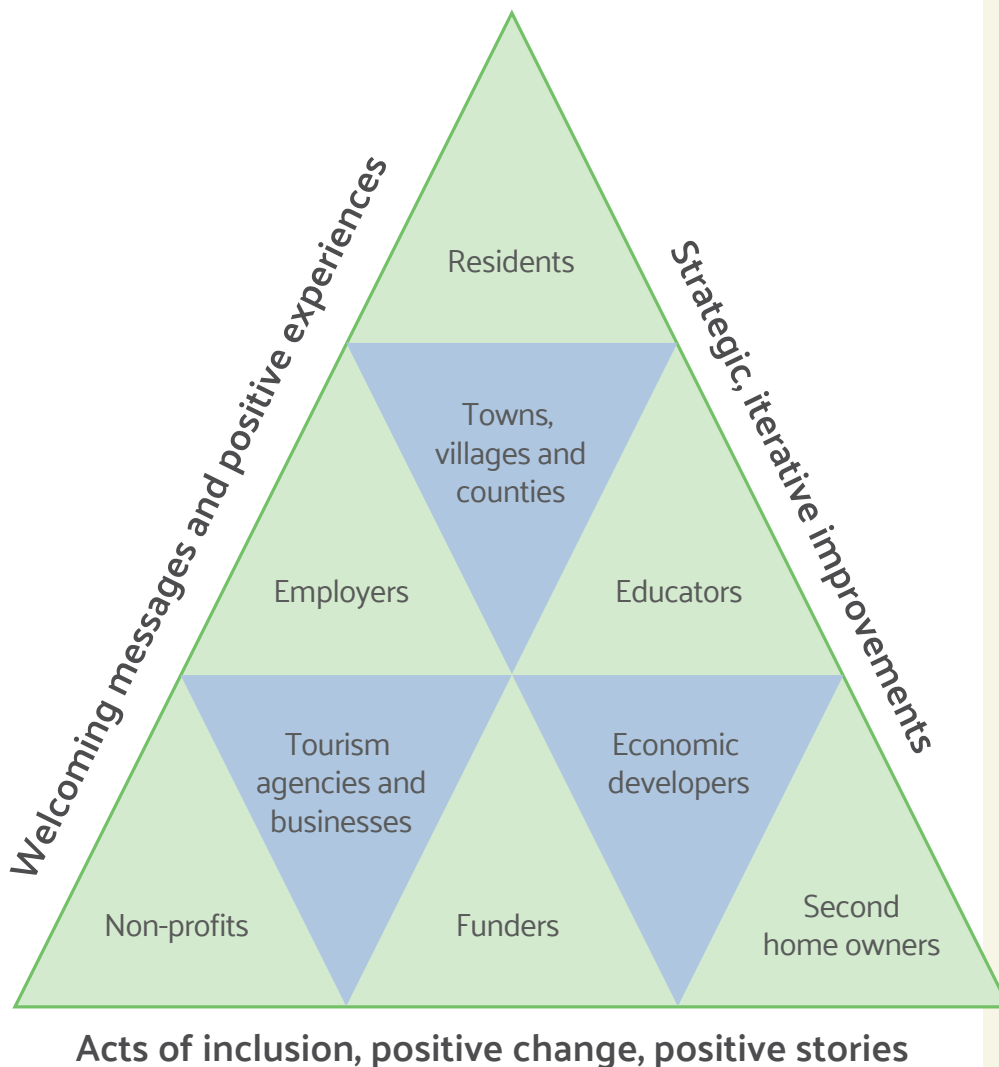 Welcoming messages and positive experiences
Strategic, iterative improvements
Residents
Towns,
villages and
counties
Employers
Educators
Tourism
agencies and
businesses
Economic
developers
Non-profits
Funders
Second
home owners
Acts of inclusion, positive change, positive stories